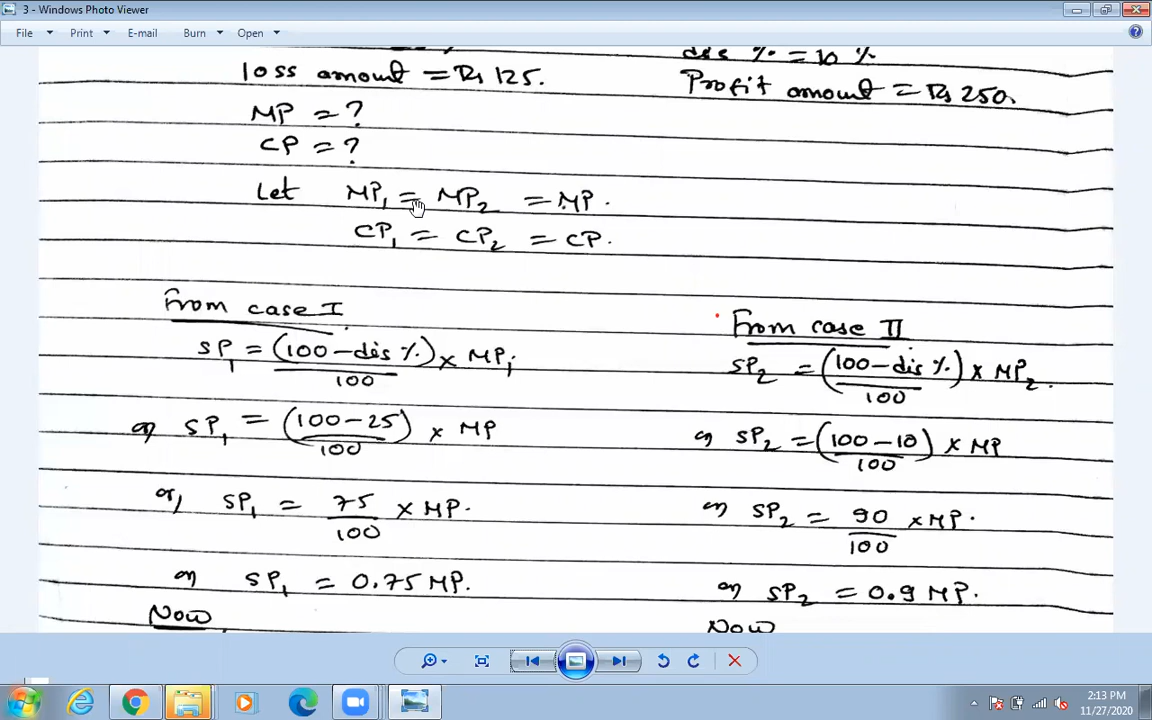 3 - Windows Photo Viewer
File Print E-mail Burn Open
loss amount = Rs 125.
MP = ?
CP = ?
dis % = 10 %
Profit amount = Rs 250.
Let MP₁ = MP₂ = MP.
CP₁ = CP₂ = CP.
From case I
SP₁ = (100 - dis %)/100 × MP₁
or SP₁ = (100 - 25)/100 × MP
or, SP₁ = 75/100 × MP.
or SP₁ = 0.75 MP.
Now
From case II
SP₂ = (100 - dis %)/100 × MP₂.
or SP₂ = (100 - 10)/100 × MP
or SP₂ = 90/100 × MP.
or SP₂ = 0.9 MP.
Now
2:13 PM
11/27/2020